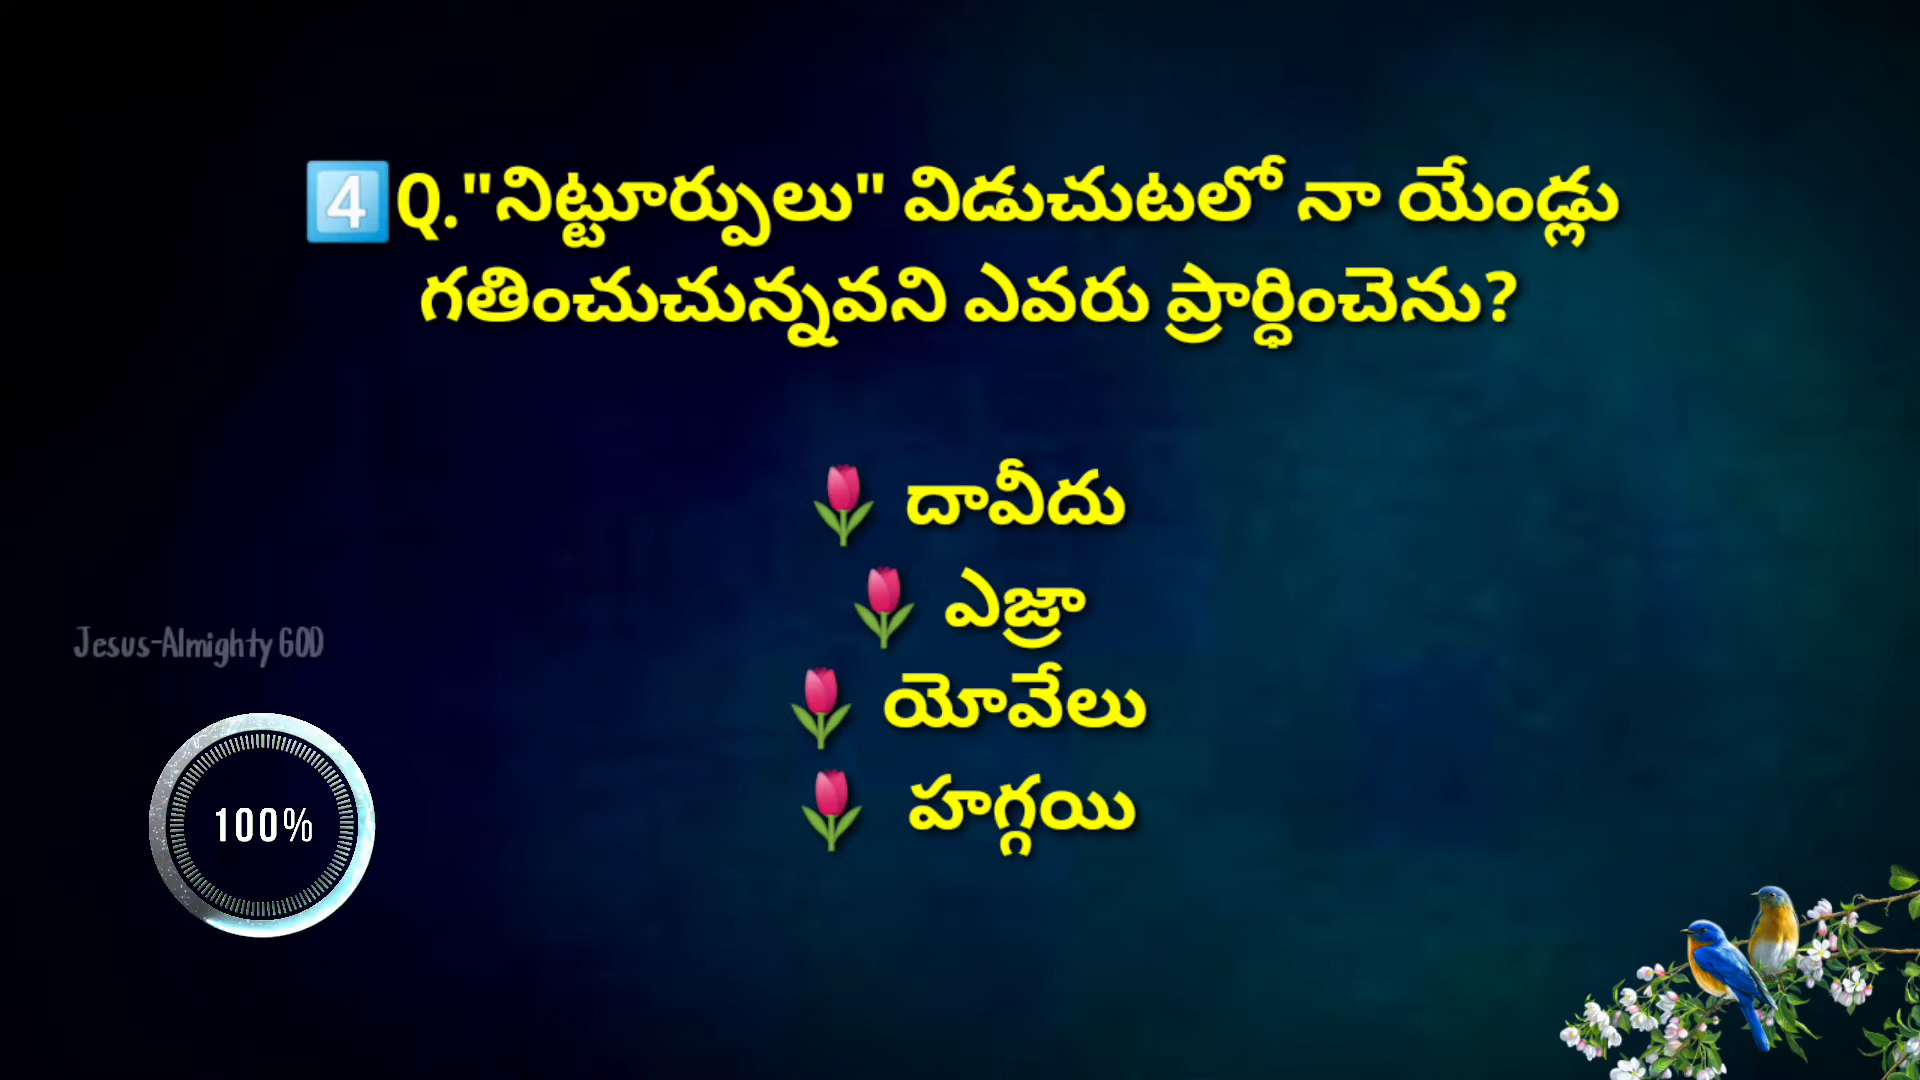 4️⃣Q."నిట్టూర్పులు" విడుచుటలో నా యేండ్లు
గతించుచున్నవని ఎవరు ప్రార్ధించెను?
🌷 దావీదు
🌷 ఎజ్రా
🌷 యోవేలు
🌷 హగ్గయి
Jesus-Almighty GOD
100%